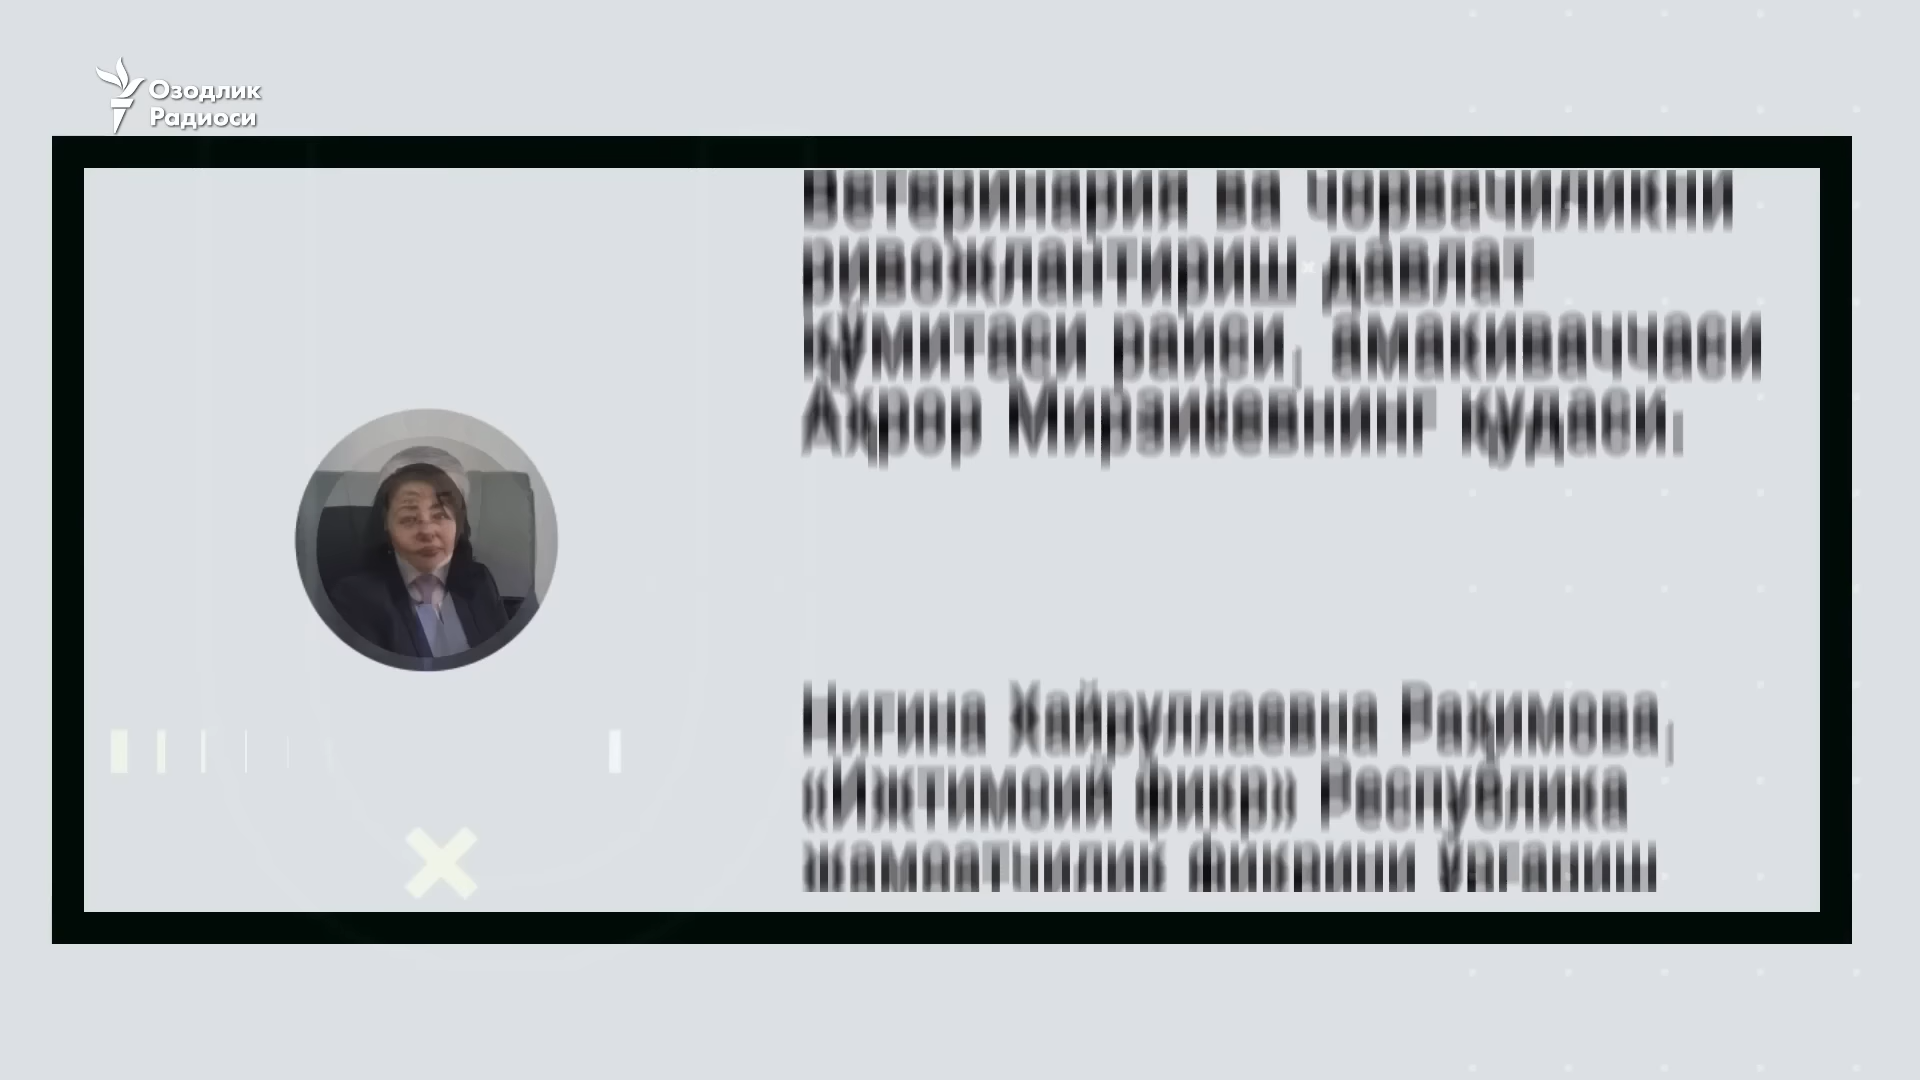 Озодлик
Радиоси
Ветеринария ва чорвачиликни
ривожлантириш давлат
қўмитаси раиси, амакиваччаси
Аҳрор Мирзиёевнинг қудаси.
Нигина Хайруллаевна Раҳимова,
«Ижтимоий фикр» Республика
жамоатчилик фикрини ўрганиш